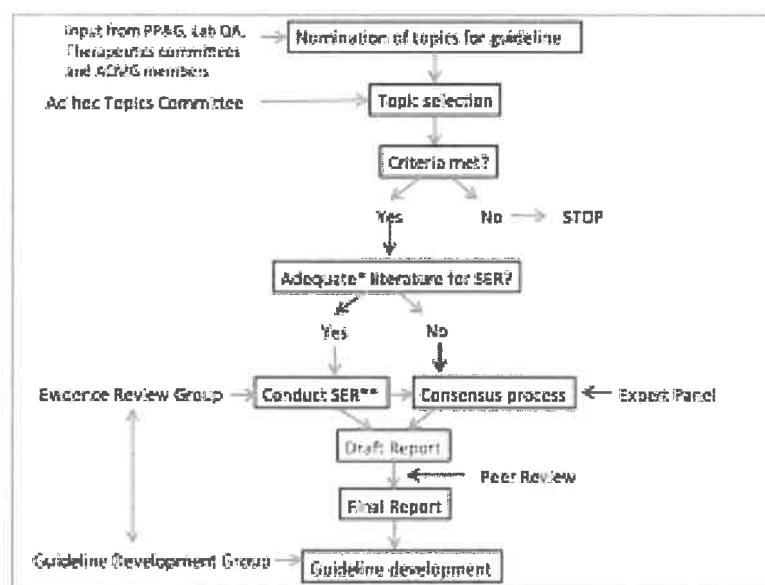 Input from PP&G, Lab QA,
Therapeutics committees
and ACMG members
Nomination of topics for guideline
Ad hoc Topics Committee
Topic selection
Criteria met?
Yes
No
STOP
Adequate* literature for SER?
Yes
No
Evidence Review Group
Conduct SER**
Consensus process
Expert Panel
Draft Report
Peer Review
Final Report
Guideline Development Group
Guideline development